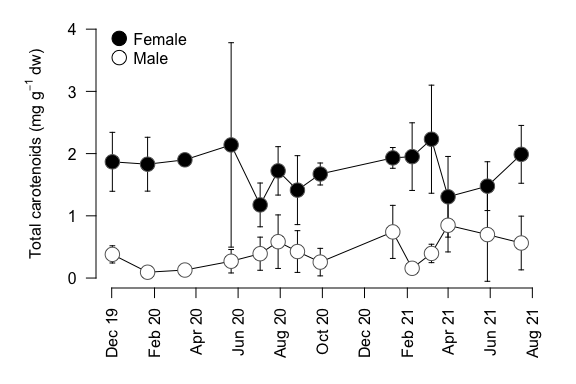 4
3
2
1
0
Total carotenoids (mg g⁻¹ dw)
Female
Male
Dec 19
Feb 20
Apr 20
Jun 20
Aug 20
Oct 20
Dec 20
Feb 21
Apr 21
Jun 21
Aug 21